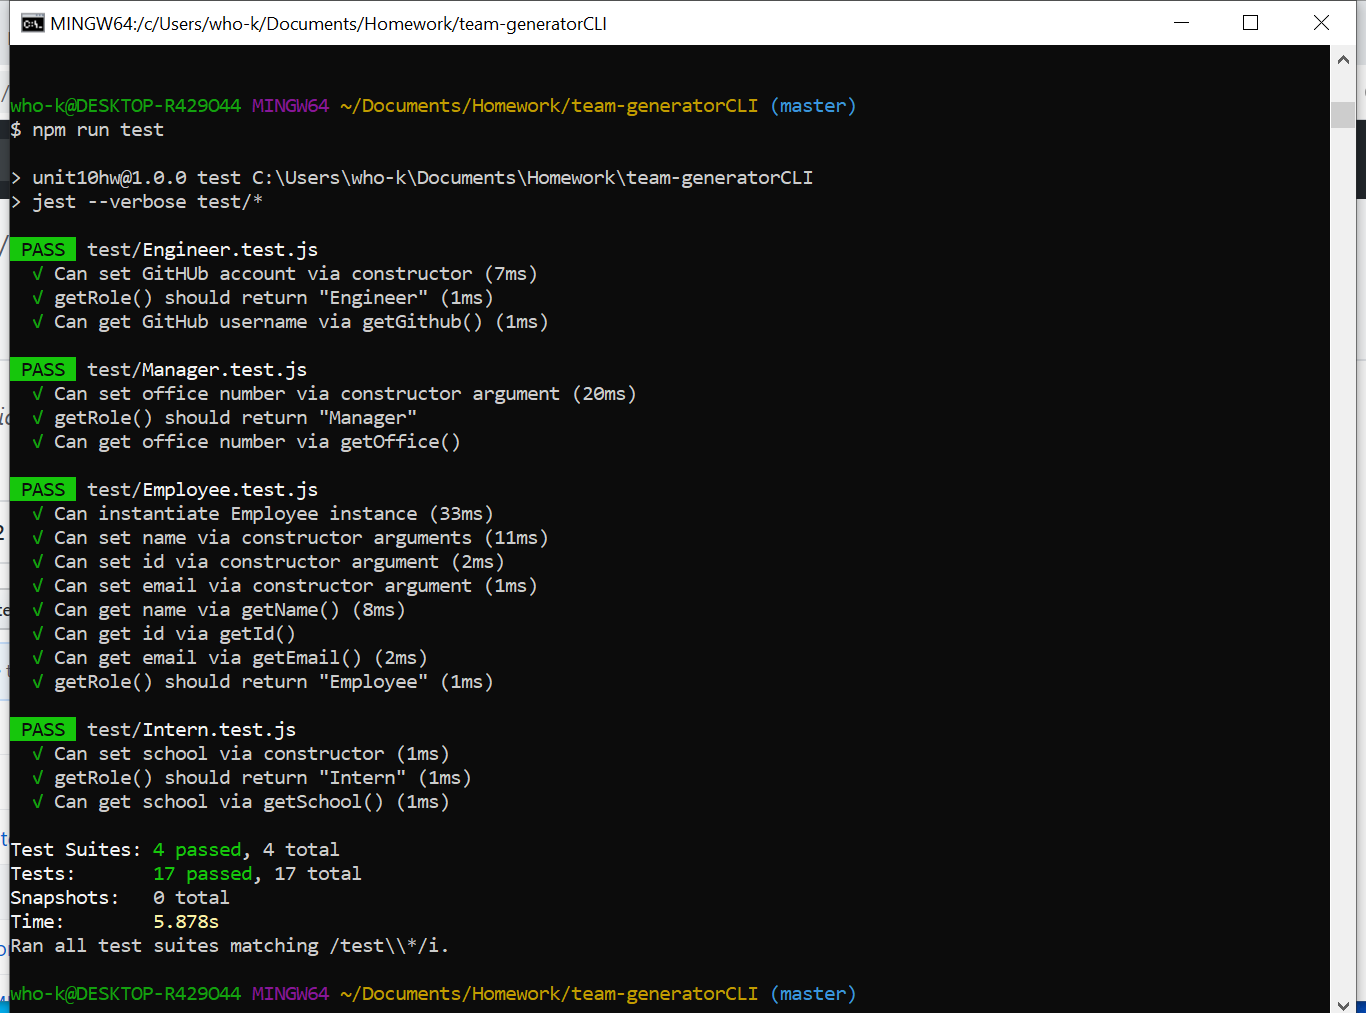 MINGW64:/c/Users/who-k/Documents/Homework/team-generatorCLI
who-k@DESKTOP-R429O44 MINGW64 ~/Documents/Homework/team-generatorCLI (master)
$ npm run test
> unit10hw@1.0.0 test C:\Users\who-k\Documents\Homework\team-generatorCLI
> jest --verbose test/*
PASS test/Engineer.test.js
√ Can set GitHUb account via constructor (7ms)
√ getRole() should return "Engineer" (1ms)
√ Can get GitHub username via getGithub() (1ms)
PASS test/Manager.test.js
√ Can set office number via constructor argument (20ms)
√ getRole() should return "Manager"
√ Can get office number via getOffice()
PASS test/Employee.test.js
√ Can instantiate Employee instance (33ms)
√ Can set name via constructor arguments (11ms)
√ Can set id via constructor argument (2ms)
√ Can set email via constructor argument (1ms)
√ Can get name via getName() (8ms)
√ Can get id via getId()
√ Can get email via getEmail() (2ms)
√ getRole() should return "Employee" (1ms)
PASS test/Intern.test.js
√ Can set school via constructor (1ms)
√ getRole() should return "Intern" (1ms)
√ Can get school via getSchool() (1ms)
Test Suites: 4 passed, 4 total
Tests: 17 passed, 17 total
Snapshots: 0 total
Time: 5.878s
Ran all test suites matching /test\\*/i.
who-k@DESKTOP-R429O44 MINGW64 ~/Documents/Homework/team-generatorCLI (master)